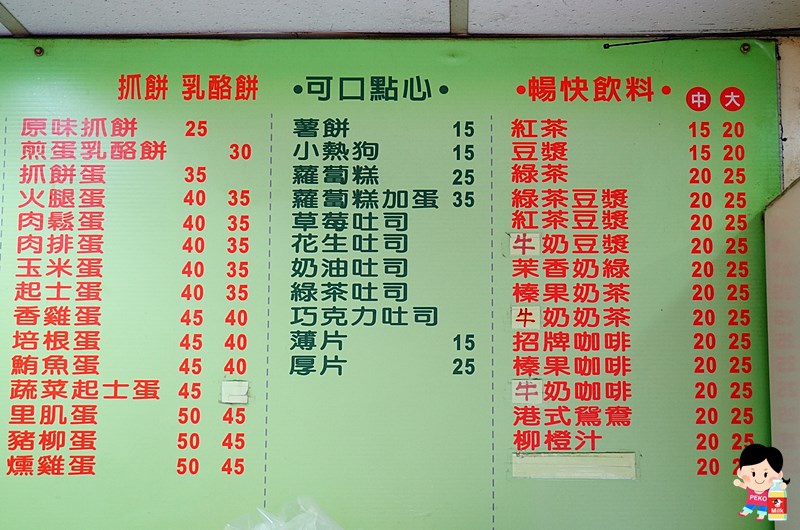 抓餅 乳酪餅
原味抓餅 25
煎蛋乳酪餅 30
抓餅蛋 35
火腿蛋 40 35
肉鬆蛋 40 35
肉排蛋 40 35
玉米蛋 40 35
起士蛋 40 35
香雞蛋 45 40
培根蛋 45 40
鮪魚蛋 45 40
蔬菜起士蛋 45
里肌蛋 50 45
豬柳蛋 50 45
燻雞蛋 50 45
•可口點心•
薯餅 15
小熱狗 15
蘿蔔糕 25
蘿蔔糕加蛋 35
草莓吐司
花生吐司
奶油吐司
綠茶吐司
巧克力吐司
薄片 15
厚片 25
•暢快飲料• 中 大
紅茶 15 20
豆漿 15 20
綠茶 20 25
綠茶豆漿 20 25
紅茶豆漿 20 25
牛奶豆漿 20 25
茉香奶綠 20 25
榛果奶茶 20 25
牛奶奶茶 20 25
招牌咖啡 20 25
榛果咖啡 20 25
牛奶咖啡 20 25
港式鴛鴦 20 25
柳橙汁 20 25
20
PEKO
Milk